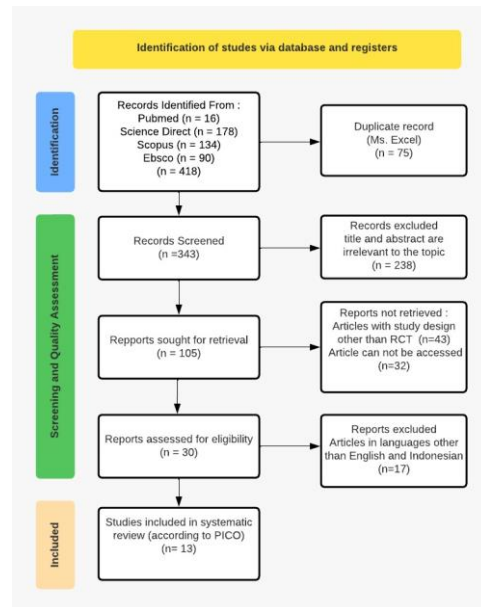 Identification of studes via database and registers
Identification
Records Identified From :
Pubmed (n = 16)
Science Direct (n = 178)
Scopus (n = 134)
Ebsco (n = 90)
(n = 418)
Duplicate record
(Ms. Excel)
(n = 75)
Screening and Quality Assessment
Records Screened
(n =343)
Records excluded
title and abstract are
irrelevant to the topic
(n = 238)
Repports sought for retrieval
(n = 105)
Reports not retrieved :
Articles with study design
other than RCT (n=43)
Article can not be accessed
(n=32)
Reports assessed for eligibility
(n = 30)
Reports excluded
Articles in languages other
than English and Indonesian
(n=17)
Included
Studies included in systematic
review (according to PICO)
(n= 13)